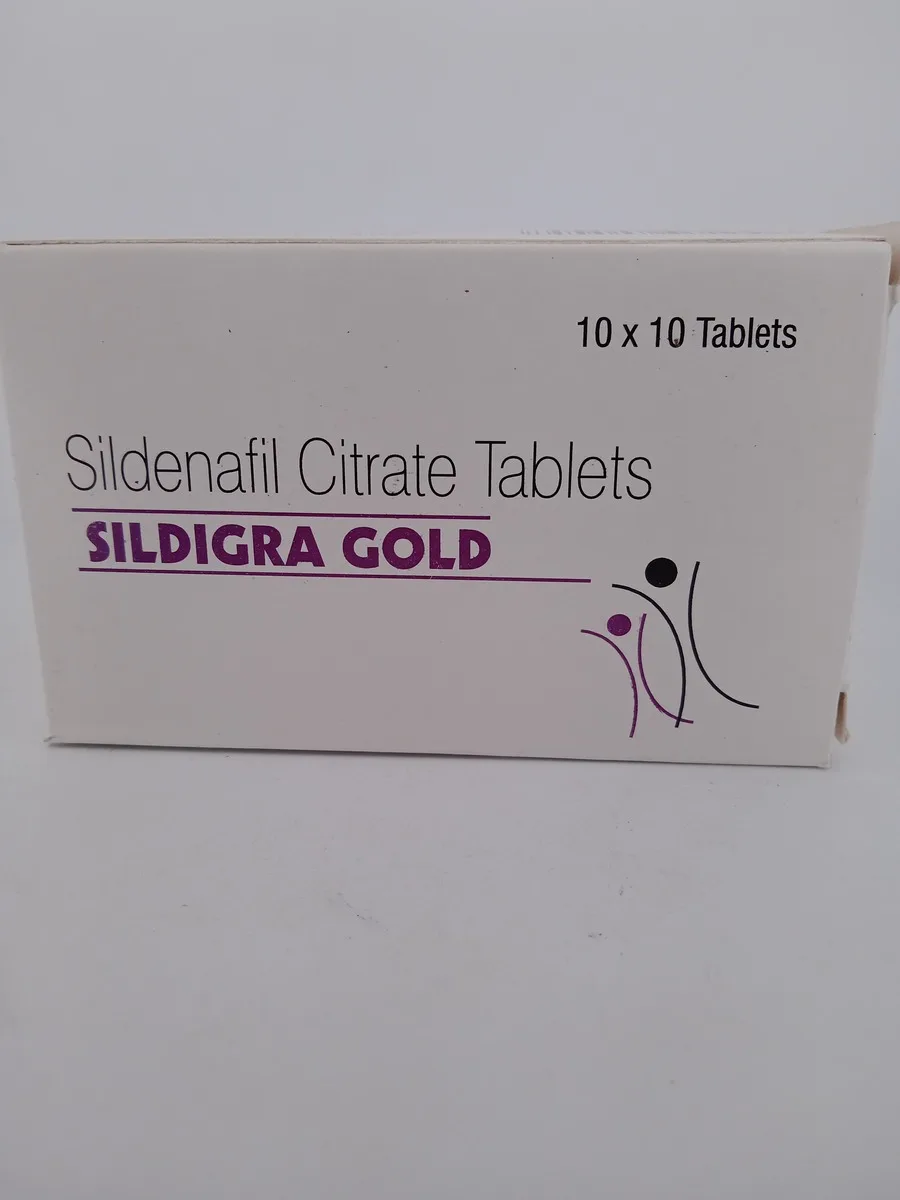 10 x 10 Tablets
Sildenafil Citrate Tablets
SILDIGRA GOLD